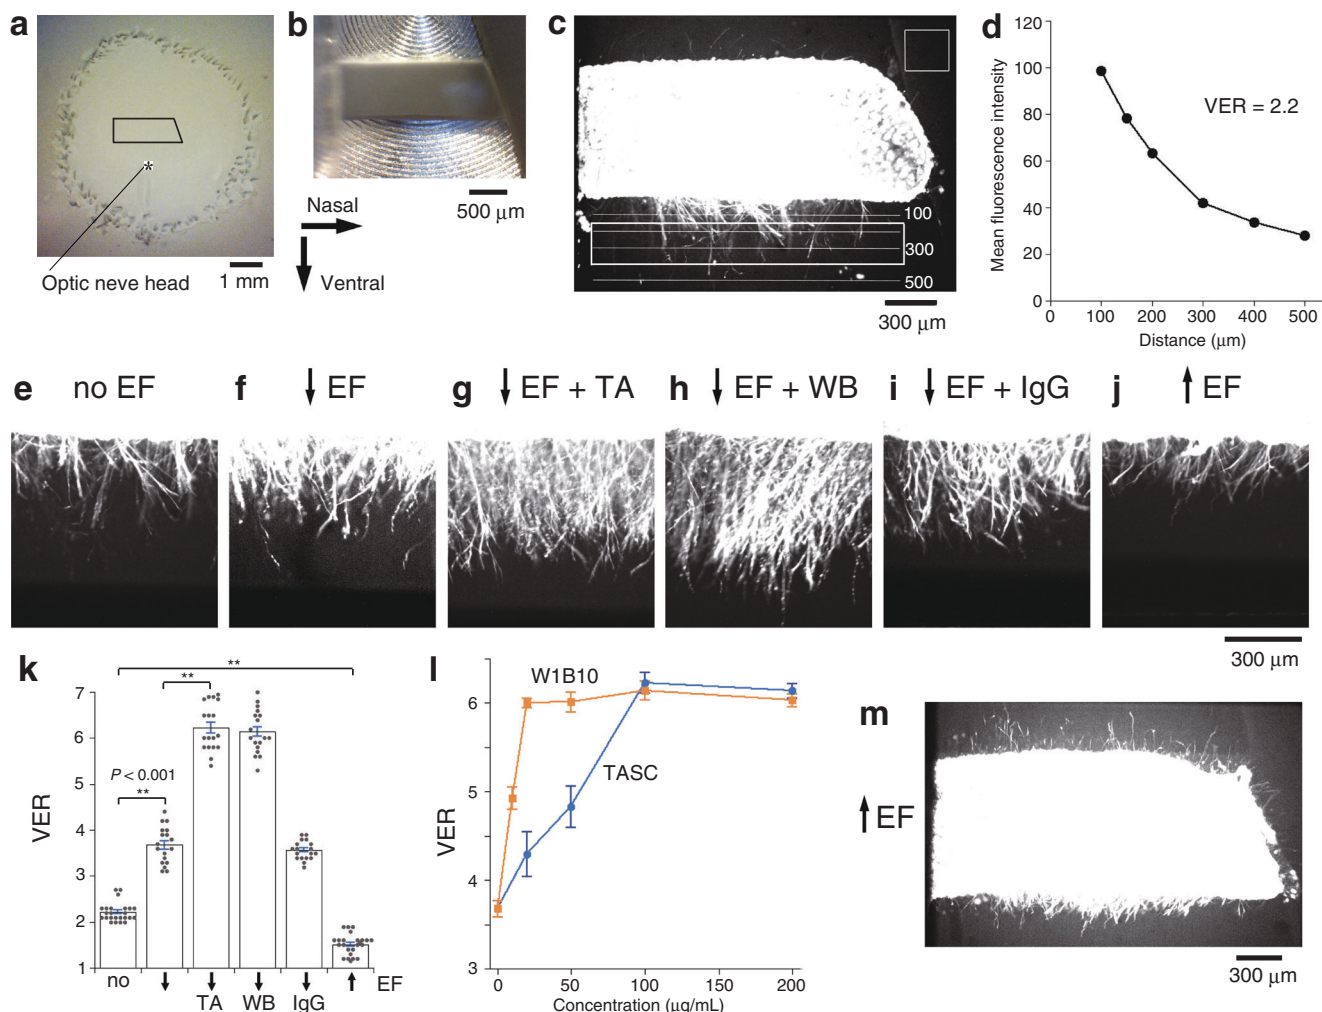 a
Optic neve head
1 mm
b
500 µm
Nasal
Ventral
c
100
300
500
300 µm
d
Mean fluorescence intensity
120
100
80
60
40
20
0
VER = 2.2
0 100 200 300 400 500
Distance (µm)
e no EF
f ↓ EF
g ↓ EF + TA
h ↓ EF + WB
i ↓ EF + IgG
j ↑ EF
300 µm
k
VER
7
6
5
4
3
2
1
**
**
P < 0.001
**
no ↓ ↓ ↓ ↓ ↑ EF
TA WB IgG
l
VER
6
5
4
3
W1B10
TASC
0 50 100 200
Concentration (µg/mL)
m
↑ EF
300 µm